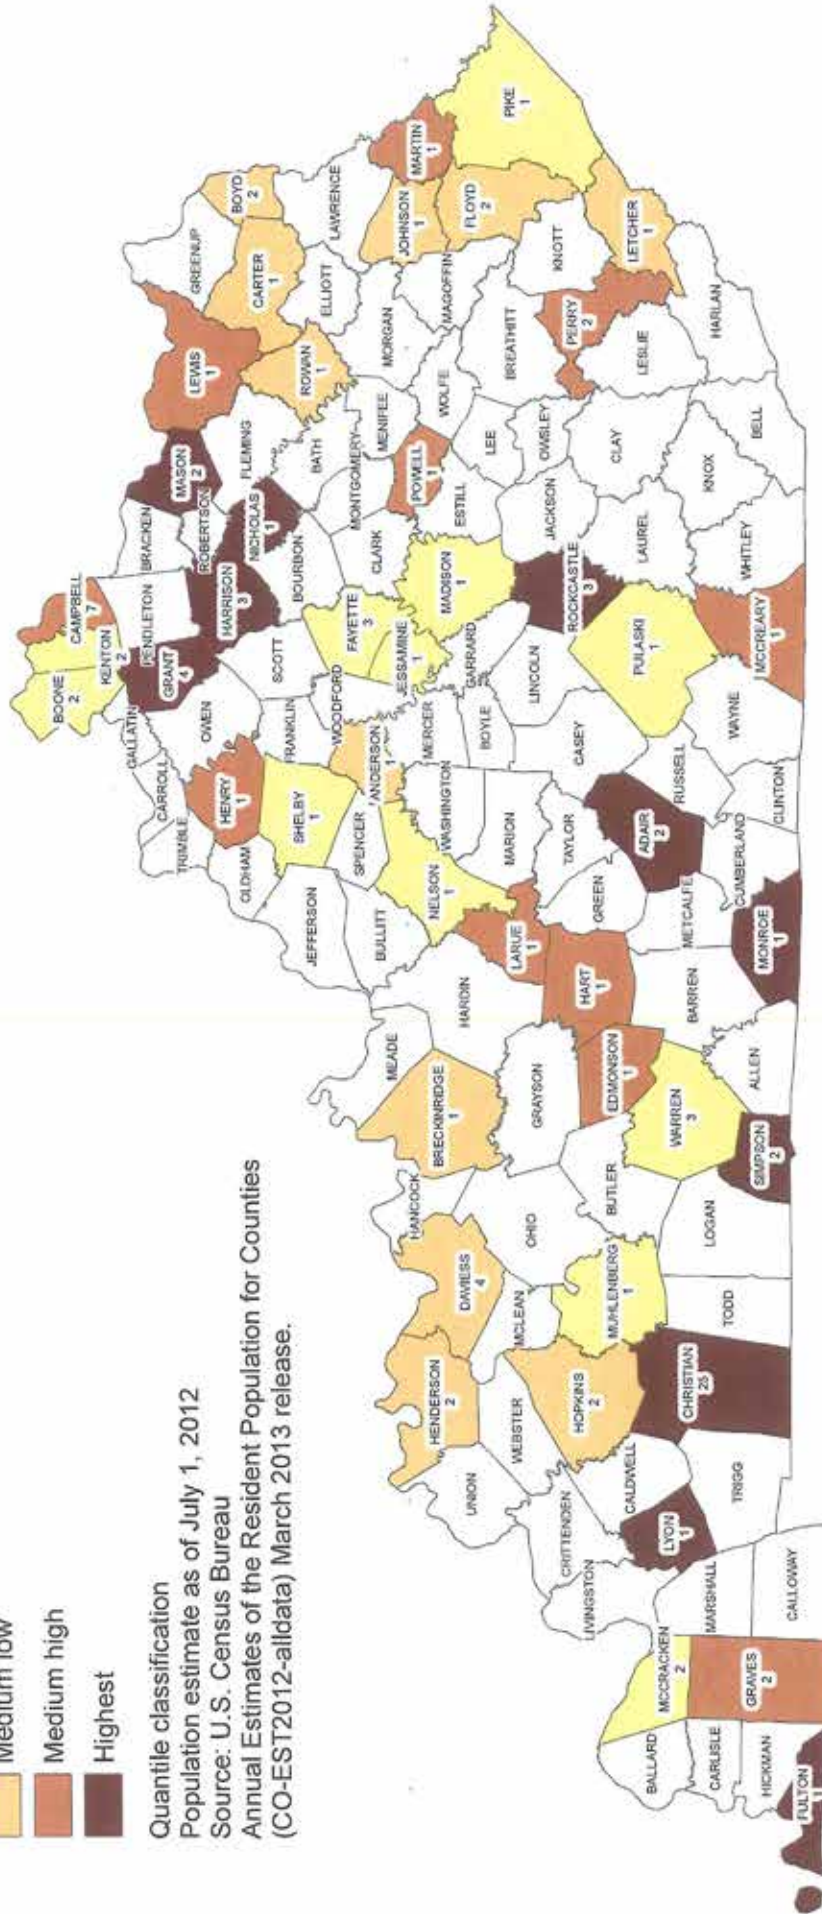 Medium low
Medium high
Highest
Quantile classification
Population estimate as of July 1, 2012
Source: U.S. Census Bureau
Annual Estimates of the Resident Population for Counties
(CO-EST2012-alldata) March 2013 release.
BOONE
2
KENTON
2
CAMPBELL
7
GALLATIN
GRANT
4
PENDLETON
BRACKEN
MASON
2
ROBERTSON
LEWIS
1
GREENUP
BOYD
2
CARTER
1
ROWAN
1
FLEMING
NICHOLAS
1
HARRISON
3
OWEN
CARROLL
TRIMBLE
HENRY
1
OLDHAM
SHELBY
1
FRANKLIN
SCOTT
BOURBON
BATH
MONTGOMERY
MENIFEE
MORGAN
ELLIOTT
LAWRENCE
JOHNSON
1
MARTIN
1
MAGOFFIN
FLOYD
2
PIKE
1
KNOTT
LETCHER
1
PERRY
2
BREATHITT
WOLFE
POWELL
1
CLARK
FAYETTE
3
WOODFORD
JESSAMINE
1
ANDERSON
1
SPENCER
JEFFERSON
BULLITT
NELSON
1
WASHINGTON
MERCER
BOYLE
GARRARD
MADISON
1
ESTILL
LEE
OWSLEY
JACKSON
CLAY
LESLIE
HARLAN
BELL
KNOX
LAUREL
WHITLEY
ROCKCASTLE
3
LINCOLN
CASEY
PULASKI
1
MCCREARY
1
WAYNE
RUSSELL
CLINTON
CUMBERLAND
ADAIR
2
TAYLOR
MARION
GREEN
METCALFE
MONROE
1
BARREN
HART
1
LARUE
1
HARDIN
MEADE
BRECKINRIDGE
1
GRAYSON
EDMONSON
1
WARREN
3
ALLEN
SIMPSON
2
BUTLER
LOGAN
OHIO
HANCOCK
DAVIESS
4
MCLEAN
MUHLENBERG
1
TODD
CHRISTIAN
25
HOPKINS
2
HENDERSON
2
WEBSTER
UNION
CRITTENDEN
CALDWELL
LYON
1
TRIGG
LIVINGSTON
MARSHALL
CALLOWAY
MCCRACKEN
2
GRAVES
2
BALLARD
CARLISLE
HICKMAN
FULTON
1